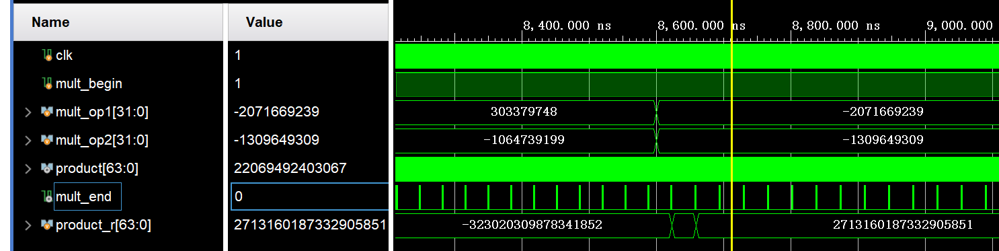 Name Value
8,400.000 ns 8,600.000 ns 8,800.000 ns 9,000.000
clk 1
mult_begin 1
mult_op1[31:0] -2071669239 303379748 -2071669239
mult_op2[31:0] -1309649309 -1064739199 -1309649309
product[63:0] 22069492403067
mult_end 0
product_r[63:0] 2713160187332905851 -323020309878341852 2713160187332905851